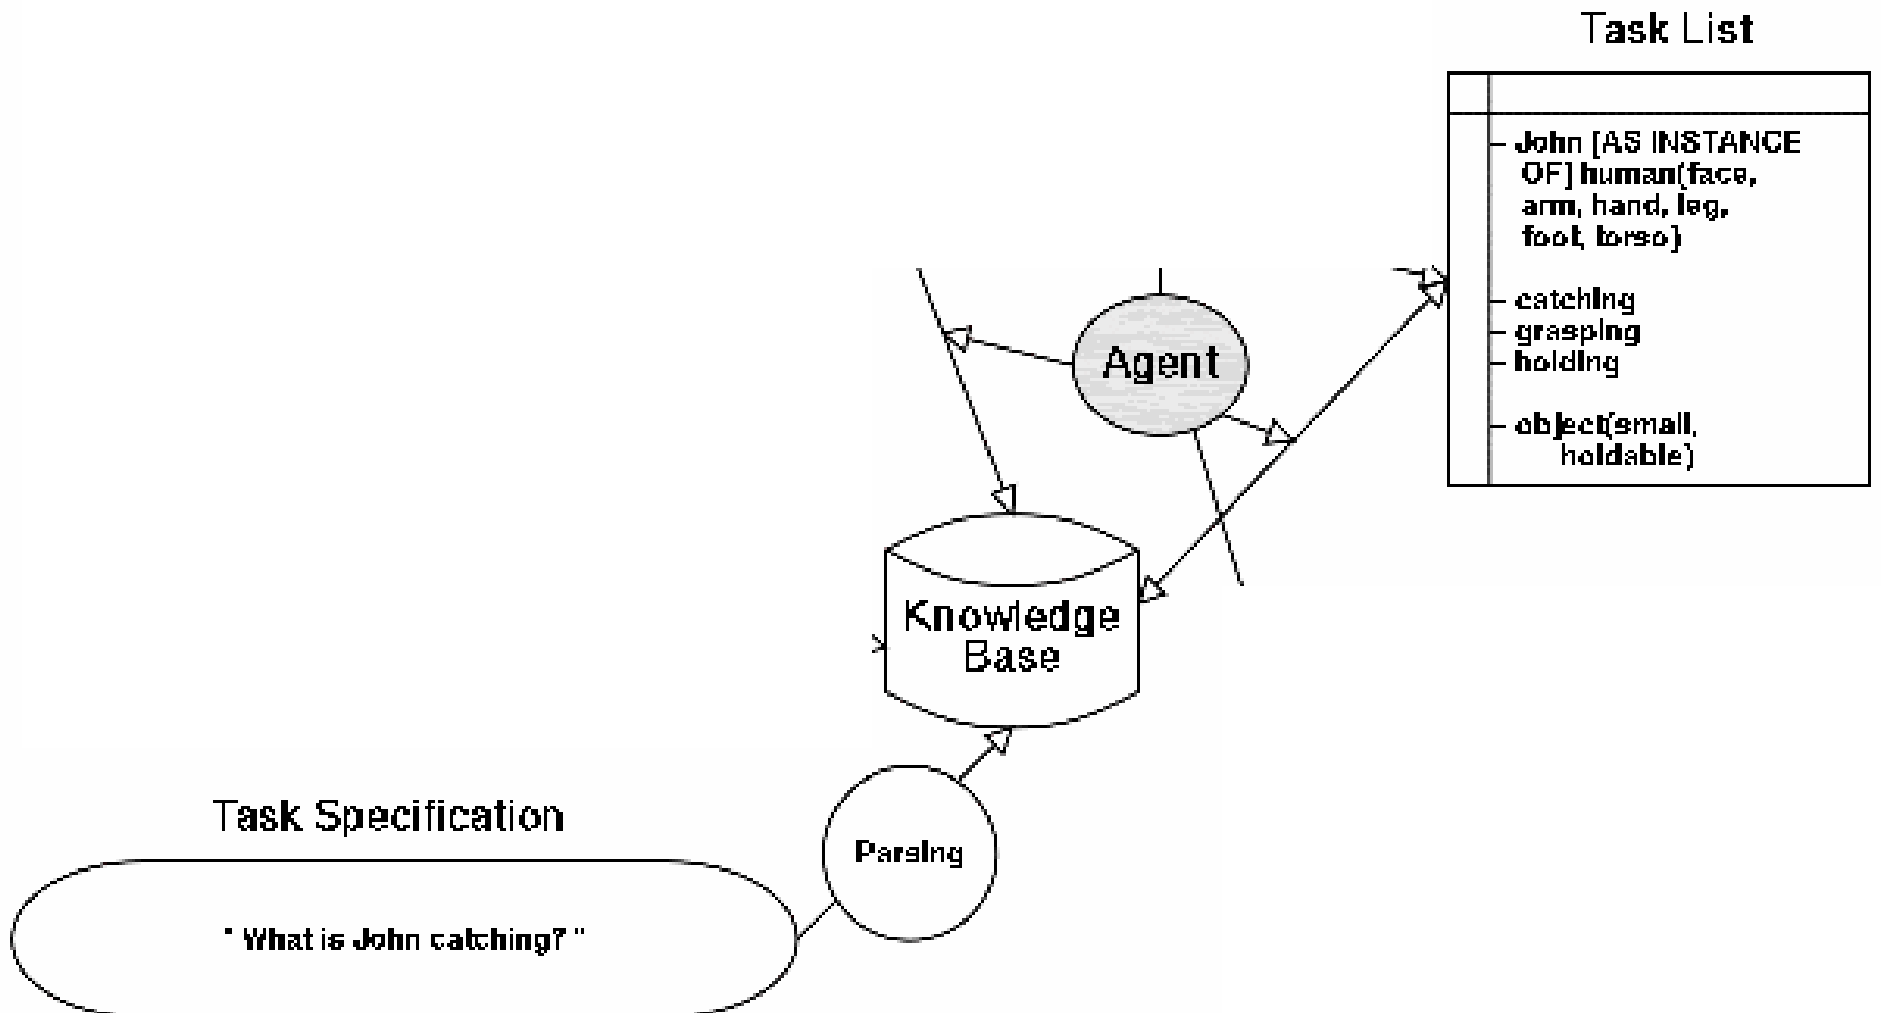 Task List
John [AS INSTANCE
OF] human(face,
arm, hand, leg,
foot, torso)
catching
grasping
holding
object(small,
holdable)
Agent
Knowledge
Base
Parsing
Task Specification
" What is John catching? "